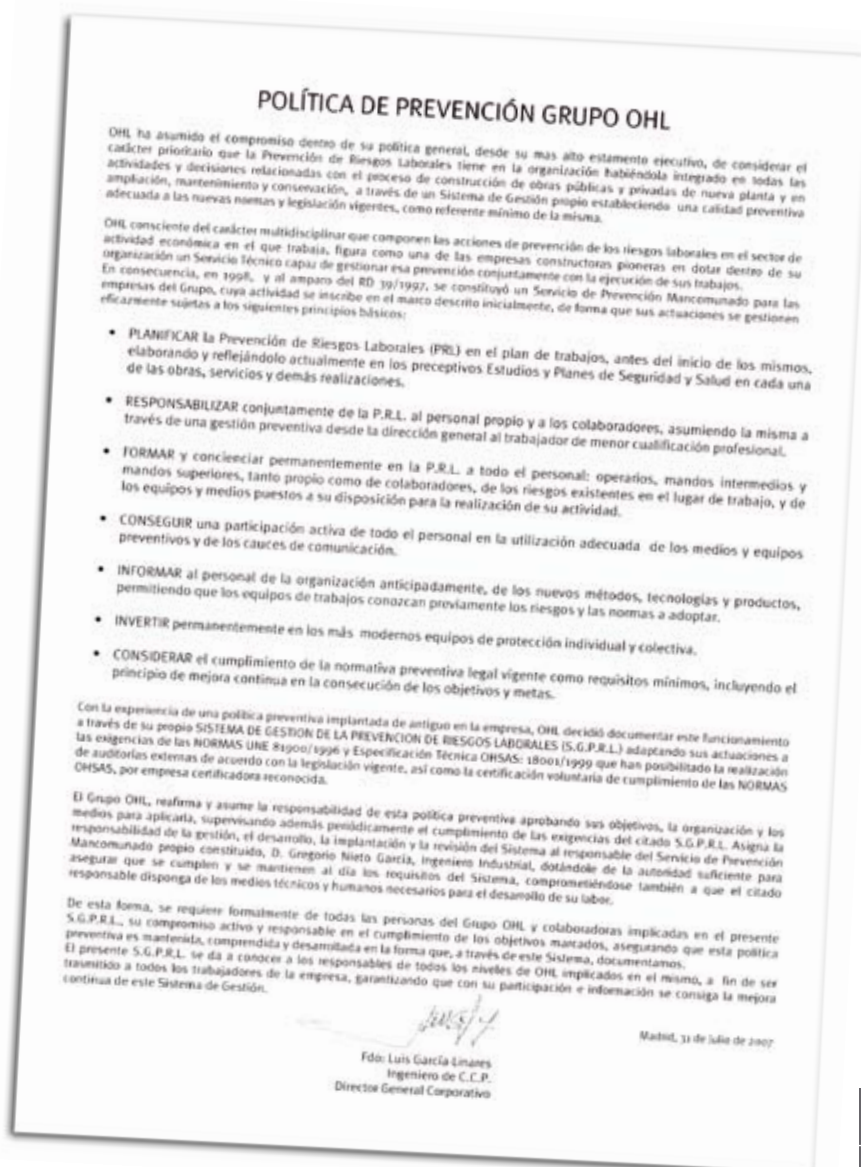 POLÍTICA DE PREVENCIÓN GRUPO OHL
OHL ha asumido el compromiso dentro de su política general, desde su mas alto estamento ejecutivo, de considerar el
carácter prioritario que la Prevención de Riesgos Laborales tiene en la organización habiéndola integrado en todas las
actividades y decisiones relacionadas con el proceso de construcción de obras públicas y privadas de nueva planta y en
ampliación, mantenimiento y conservación, a través de un Sistema de Gestión propio estableciendo una calidad preventiva
adecuada a las nuevas normas y legislación vigentes, como referente mínimo de la misma.
OHL consciente del carácter multidisciplinar que componen las acciones de prevención de los riesgos laborales en el sector de
actividad económica en el que trabaja, figura como una de las empresas constructoras pioneras en dotar dentro de su
organización un Servicio Técnico capaz de gestionar esa prevención conjuntamente con la ejecución de sus trabajos.
En consecuencia, en 1998, y al amparo del RD 39/1997, se constituyó un Servicio de Prevención Mancomunado para las
empresas del Grupo, cuya actividad se inscribe en el marco descrito inicialmente, de forma que sus actuaciones se gestionen
eficazmente sujetas a los siguientes principios básicos:
• PLANIFICAR la Prevención de Riesgos Laborales (PRL) en el plan de trabajos, antes del inicio de los mismos,
elaborando y reflejándolo actualmente en los preceptivos Estudios y Planes de Seguridad y Salud en cada una
de las obras, servicios y demás realizaciones.
• RESPONSABILIZAR conjuntamente de la P.R.L. al personal propio y a los colaboradores, asumiendo la misma a
través de una gestión preventiva desde la dirección general al trabajador de menor cualificación profesional.
• FORMAR y concienciar permanentemente en la P.R.L. a todo el personal: operarios, mandos intermedios y
mandos superiores, tanto propio como de colaboradores, de los riesgos existentes en el lugar de trabajo, y de
los equipos y medios puestos a su disposición para la realización de su actividad.
• CONSEGUIR una participación activa de todo el personal en la utilización adecuada de los medios y equipos
preventivos y de los cauces de comunicación.
• INFORMAR al personal de la organización anticipadamente, de los nuevos métodos, tecnologías y productos,
permitiendo que los equipos de trabajos conozcan previamente los riesgos y las normas a adoptar.
• INVERTIR permanentemente en los más modernos equipos de protección individual y colectiva.
• CONSIDERAR el cumplimiento de la normativa preventiva legal vigente como requisitos mínimos, incluyendo el
principio de mejora continua en la consecución de los objetivos y metas.
Con la experiencia de una política preventiva implantada de antiguo en la empresa, OHL decidió documentar este funcionamiento
a través de su propio SISTEMA DE GESTION DE LA PREVENCION DE RIESGOS LABORALES (S.G.P.R.L.) adaptando sus actuaciones a
las exigencias de las NORMAS UNE 81900/1996 y Especificación Técnica OHSAS: 18001/1999 que han posibilitado la realización
de auditorías externas de acuerdo con la legislación vigente, así como la certificación voluntaria de cumplimiento de las NORMAS
OHSAS, por empresa certificadora reconocida.
El Grupo OHL, reafirma y asume la responsabilidad de esta política preventiva aprobando sus objetivos, la organización y los
medios para aplicarla, supervisando además periódicamente el cumplimiento de las exigencias del citado S.G.P.R.L. Asigna la
responsabilidad de la gestión, el desarrollo, la implantación y la revisión del Sistema al responsable del Servicio de Prevención
Mancomunado propio constituido, D. Gregorio Nieto García, Ingeniero Industrial, dotándole de la autoridad suficiente para
asegurar que se cumplen y se mantienen al día los requisitos del Sistema, comprometiéndose también a que el citado
responsable disponga de los medios técnicos y humanos necesarios para el desarrollo de su labor.
De esta forma, se requiere formalmente de todas las personas del Grupo OHL y colaboradoras implicadas en el presente
S.G.P.R.L., su compromiso activo y responsable en el cumplimiento de los objetivos marcados, asegurando que esta política
preventiva es mantenida, comprendida y desarrollada en la forma que, a través de este Sistema, documentamos.
El presente S.G.P.R.L. se da a conocer a los responsables de todos los niveles de OHL implicados en el mismo, a fin de ser
trasmitido a todos los trabajadores de la empresa, garantizando que con su participación e información se consiga la mejora
continua de este Sistema de Gestión.
Madrid, 31 de Julio de 2007
Fdo: Luis García-Linares
Ingeniero de C.C.P.
Director General Corporativo